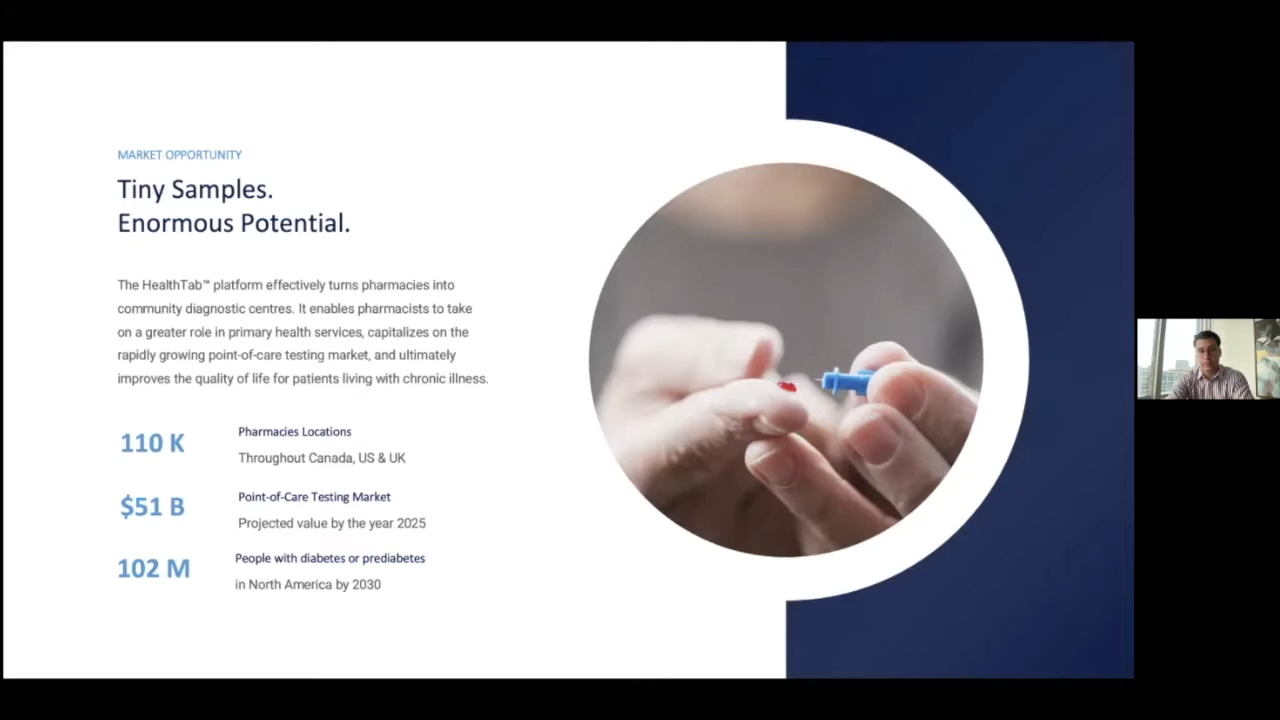 MARKET OPPORTUNITY
Tiny Samples.
Enormous Potential.
The HealthTab™ platform effectively turns pharmacies into
community diagnostic centres. It enables pharmacists to take
on a greater role in primary health services, capitalizes on the
rapidly growing point-of-care testing market, and ultimately
improves the quality of life for patients living with chronic illness.
110 K
Pharmacies Locations
Throughout Canada, US & UK
$51 B
Point-of-Care Testing Market
Projected value by the year 2025
102 M
People with diabetes or prediabetes
in North America by 2030